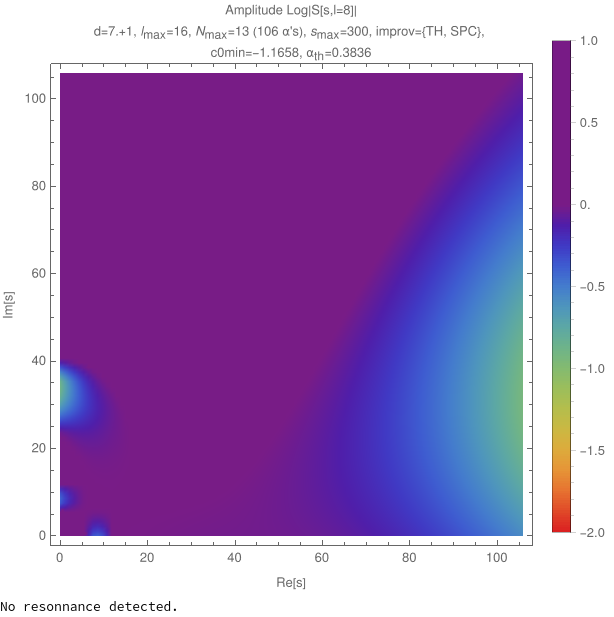 Amplitude Log|S[s,l=8]|
d=7.+1, lmax=16, Nmax=13 (106 α's), smax=300, improv={TH, SPC},
c0min=−1.1658, αth=0.3836
1.0
0.5
0.
−0.5
−1.0
−1.5
−2.0
100
80
60
40
20
0
Im[s]
0 20 40 60 80 100
Re[s]
No resonnance detected.